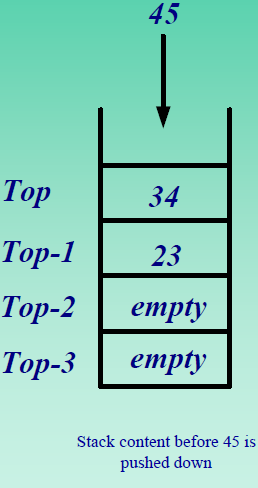 45
Top 34
Top-1 23
Top-2 empty
Top-3 empty
Stack content before 45 is
pushed down